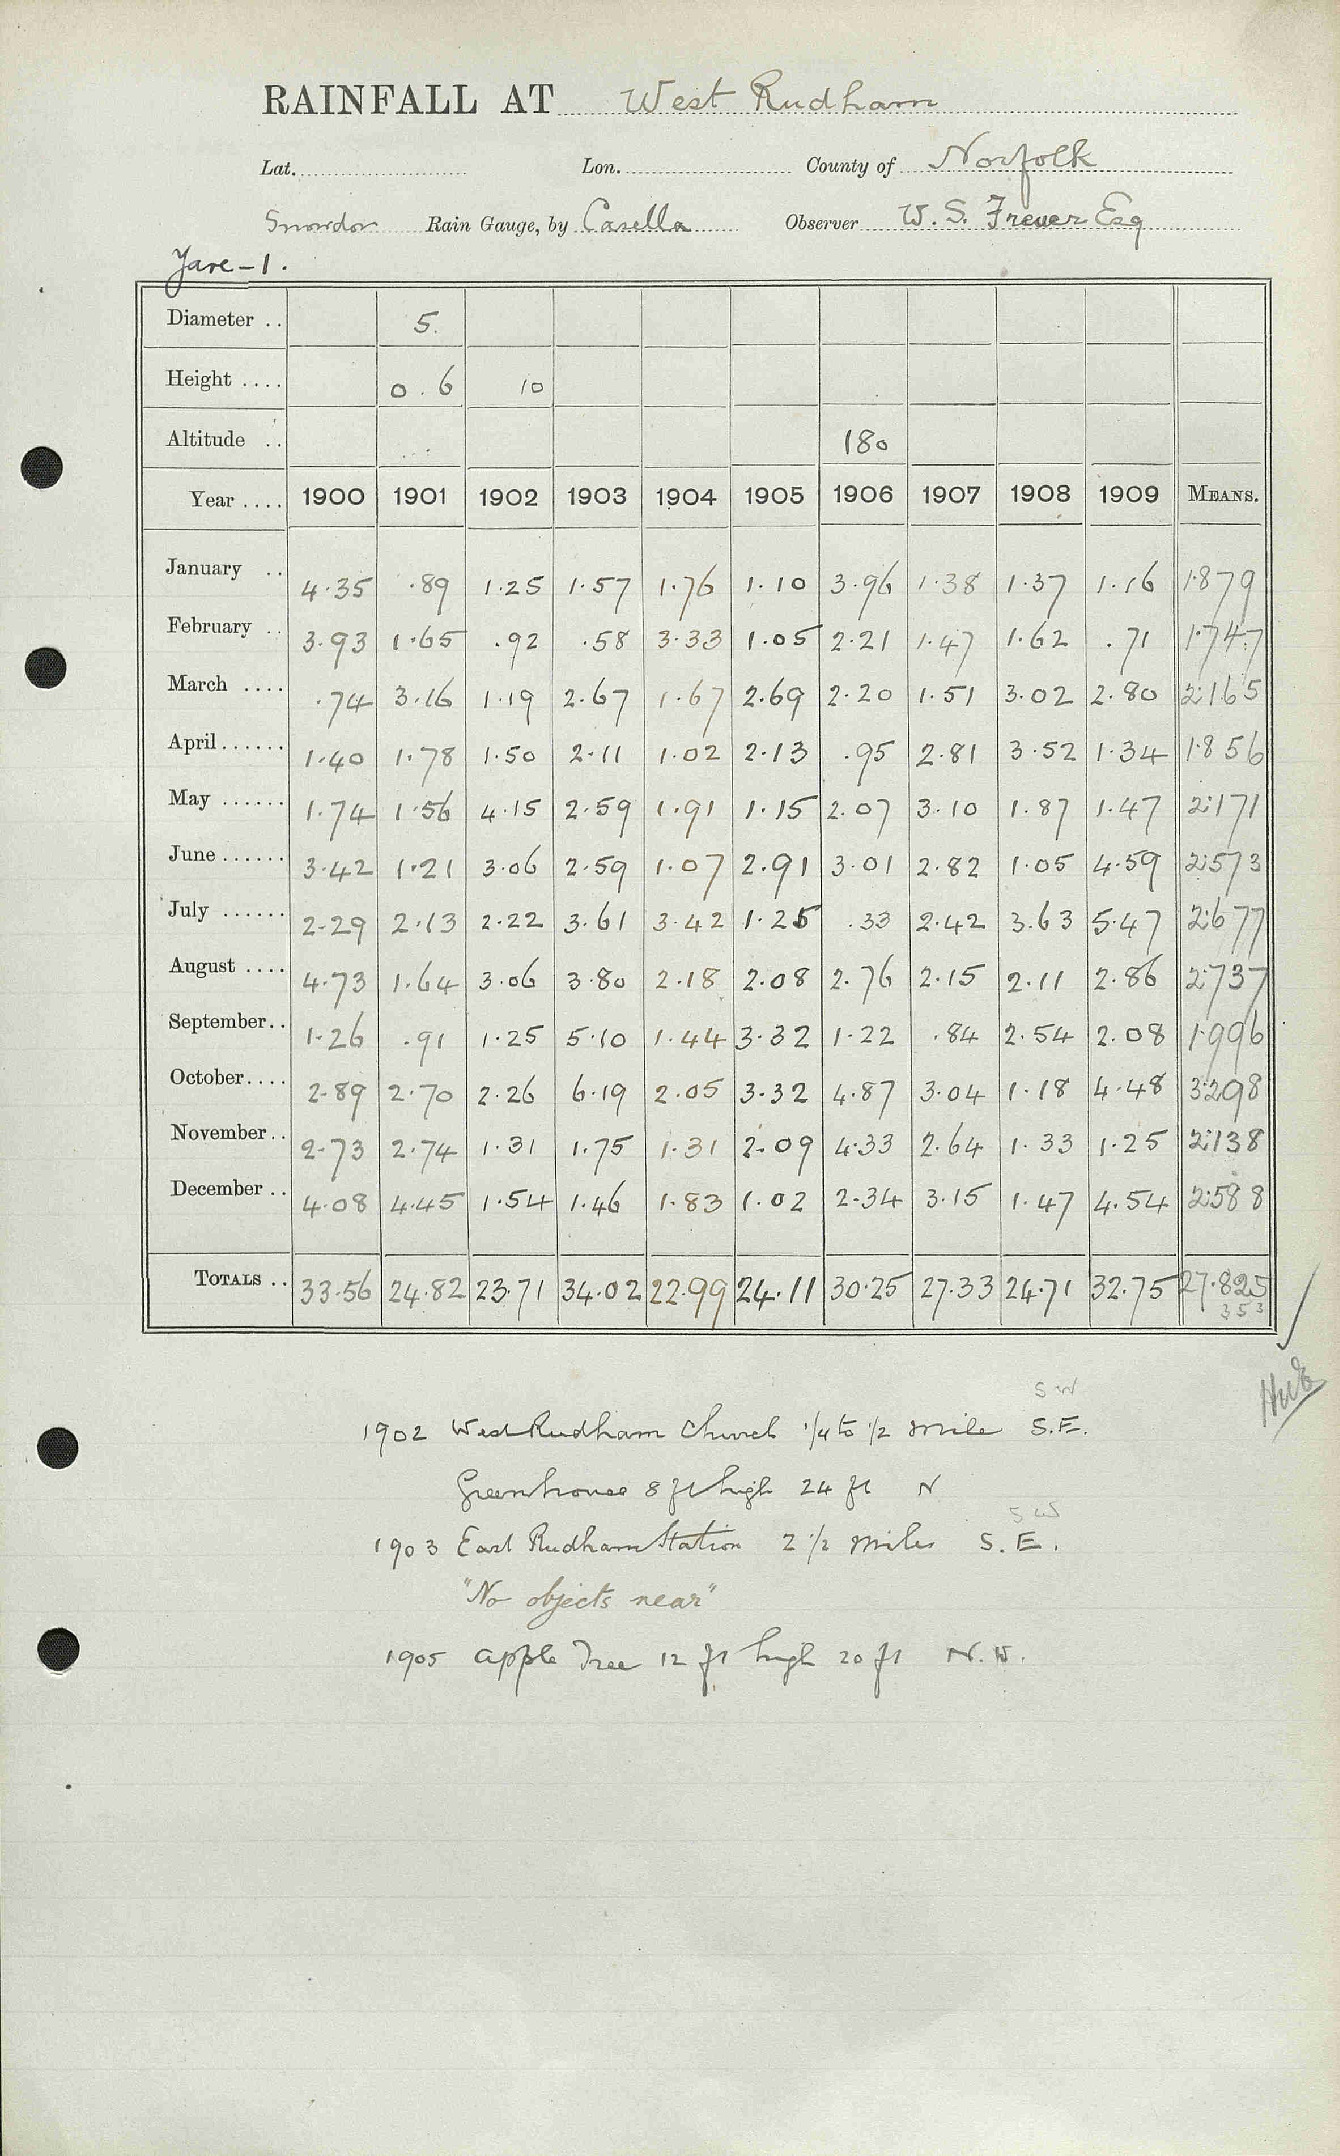 RAINFALL AT West Rudham
Lat. Lon. County of Norfolk
Snowdon Rain Gauge, by Casella Observer W. S. Frever Esq
Yare - 1.
Diameter .. 5.
Height .... 0.6 10
Altitude .. 180
Year .... 1900 1901 1902 1903 1904 1905 1906 1907 1908 1909 MEANS.
January .. 4.35 .89 1.25 1.57 1.76 1.10 3.96 1.38 1.37 1.16 1.879
February .. 3.93 1.65 .92 .58 3.33 1.05 2.21 1.47 1.62 .71 1.747
March .... .74 3.16 1.19 2.67 1.67 2.69 2.20 1.51 3.02 2.80 2.165
April ...... 1.40 1.78 1.50 2.11 1.02 2.13 .95 2.81 3.52 1.34 1.856
May ...... 1.74 1.56 4.15 2.59 1.91 1.15 2.07 3.10 1.87 1.47 2.171
June ...... 3.42 1.21 3.06 2.59 1.07 2.91 3.01 2.82 1.05 4.59 2.573
July ...... 2.29 2.13 2.22 3.61 3.42 1.25 .33 2.42 3.63 5.47 2.677
August .... 4.73 1.64 3.06 3.80 2.18 2.08 2.76 2.15 2.11 2.86 2.737
September.. 1.26 .91 1.25 5.10 1.44 3.32 1.22 .84 2.54 2.08 1.996
October.... 2.89 2.70 2.26 6.19 2.05 3.32 4.87 3.04 1.18 4.48 3.298
November.. 2.73 2.74 1.31 1.75 1.31 2.09 4.33 2.64 1.33 1.25 2.138
December .. 4.08 4.45 1.54 1.46 1.83 1.02 2.34 3.15 1.47 4.54 2.588
TOTALS .. 33.56 24.82 23.71 34.02 22.99 24.11 30.25 27.33 24.71 32.75 27.825
353
S W
1902 West Rudham Church 1/4 to 1/2 mile S.E.
Greenhouse 8 ft high 24 ft N
S W
1903 East Rudham Station 2 1/2 miles S.E.
"No objects near"
1905 Apple Tree 12 ft high 20 ft N.W.